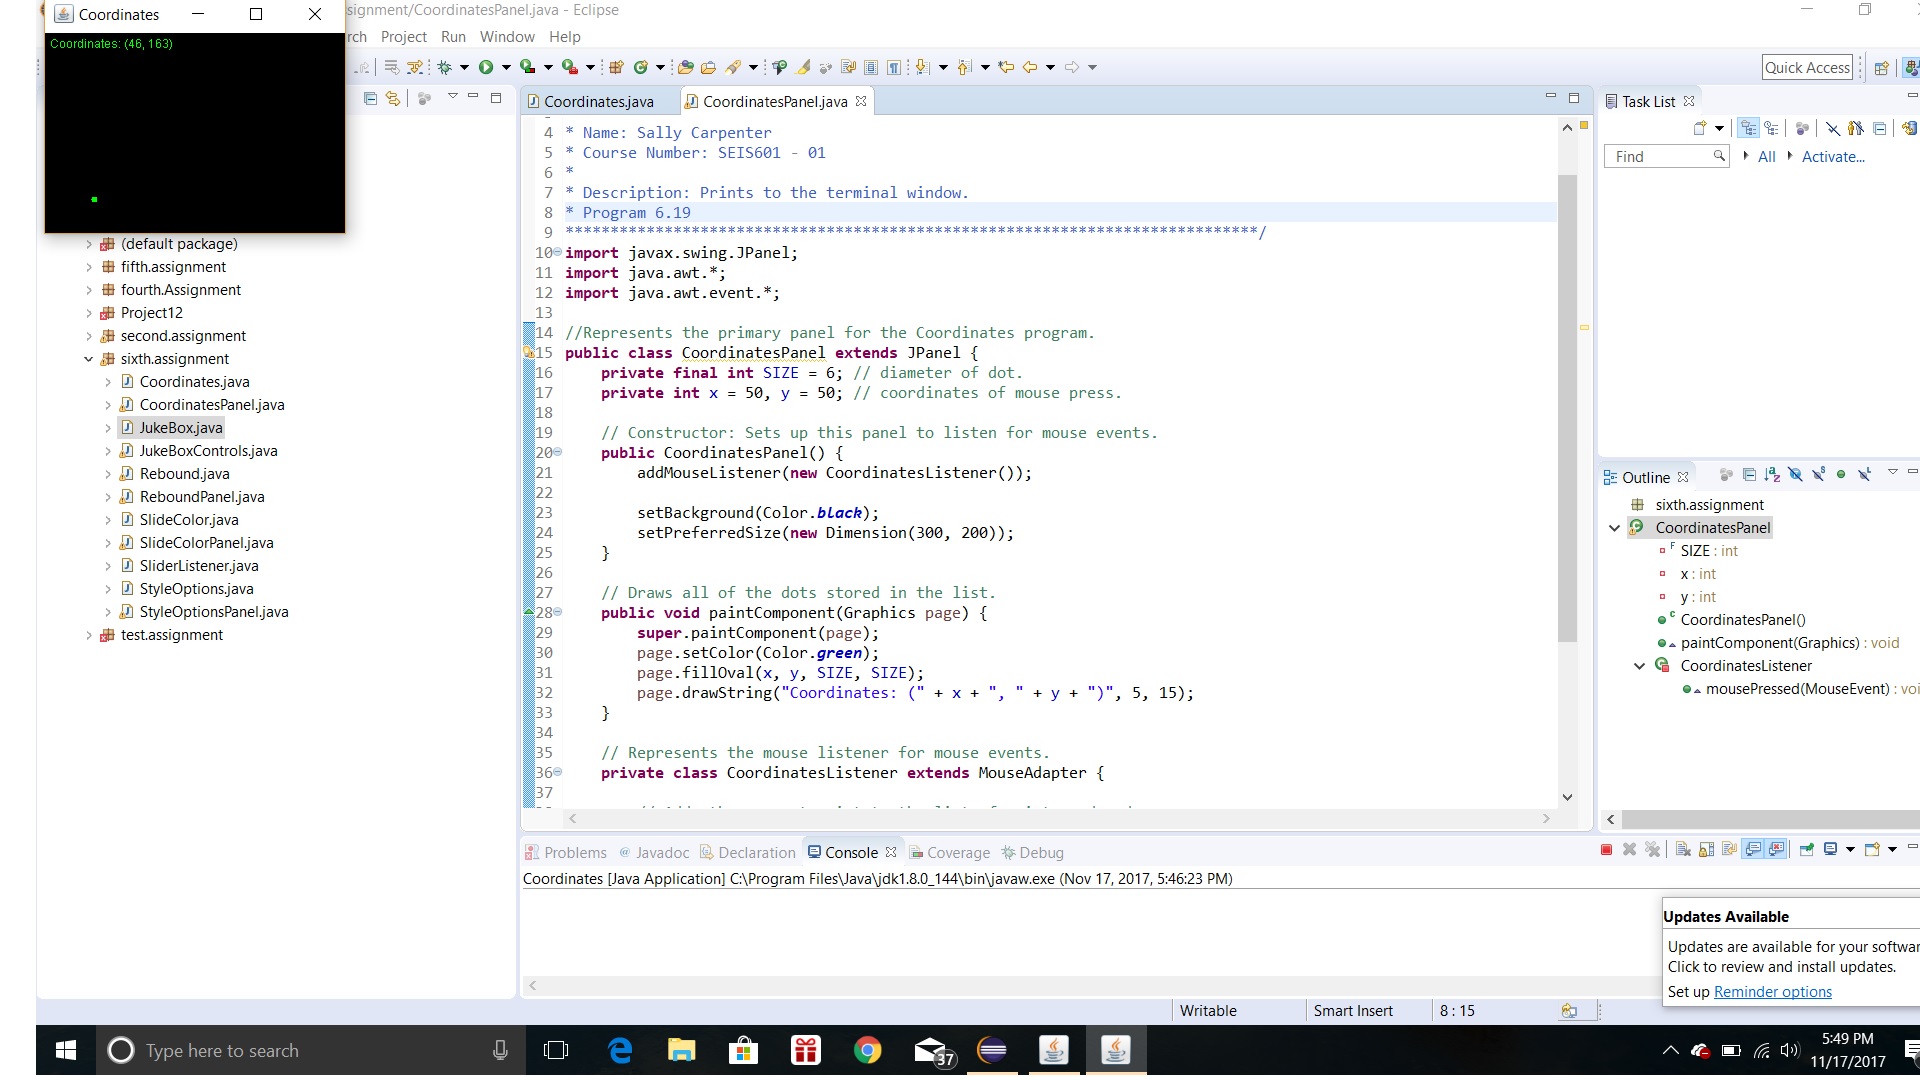 Coordinates
Coordinates: (46, 163)
signment/CoordinatesPanel.java - Eclipse
rch Project Run Window Help
Quick Access
(default package)
fifth.assignment
fourth.Assignment
Project12
second.assignment
sixth.assignment
Coordinates.java
CoordinatesPanel.java
JukeBox.java
JukeBoxControls.java
Rebound.java
ReboundPanel.java
SlideColor.java
SlideColorPanel.java
SliderListener.java
StyleOptions.java
StyleOptionsPanel.java
test.assignment
Coordinates.java CoordinatesPanel.java
4 * Name: Sally Carpenter
5 * Course Number: SEIS601 - 01
6 *
7 * Description: Prints to the terminal window.
8 * Program 6.19
9 *****************************************************************************/
10 import javax.swing.JPanel;
11 import java.awt.*;
12 import java.awt.event.*;
13
14 //Represents the primary panel for the Coordinates program.
15 public class CoordinatesPanel extends JPanel {
16 private final int SIZE = 6; // diameter of dot.
17 private int x = 50, y = 50; // coordinates of mouse press.
18
19 // Constructor: Sets up this panel to listen for mouse events.
20 public CoordinatesPanel() {
21 addMouseListener(new CoordinatesListener());
22
23 setBackground(Color.black);
24 setPreferredSize(new Dimension(300, 200));
25 }
26
27 // Draws all of the dots stored in the list.
28 public void paintComponent(Graphics page) {
29 super.paintComponent(page);
30 page.setColor(Color.green);
31 page.fillOval(x, y, SIZE, SIZE);
32 page.drawString("Coordinates: (" + x + ", " + y + ")", 5, 15);
33 }
34
35 // Represents the mouse listener for mouse events.
36 private class CoordinatesListener extends MouseAdapter {
37
Task List
Find All Activate...
Outline
sixth.assignment
CoordinatesPanel
SIZE : int
x : int
y : int
CoordinatesPanel()
paintComponent(Graphics) : void
CoordinatesListener
mousePressed(MouseEvent) : voi
Problems @ Javadoc Declaration Console Coverage Debug
Coordinates [Java Application] C:\Program Files\Java\jdk1.8.0_144\bin\javaw.exe (Nov 17, 2017, 5:46:23 PM)
Updates Available
Updates are available for your softwar
Click to review and install updates.
Set up Reminder options
Writable Smart Insert 8 : 15
Type here to search
37
5:49 PM
11/17/2017